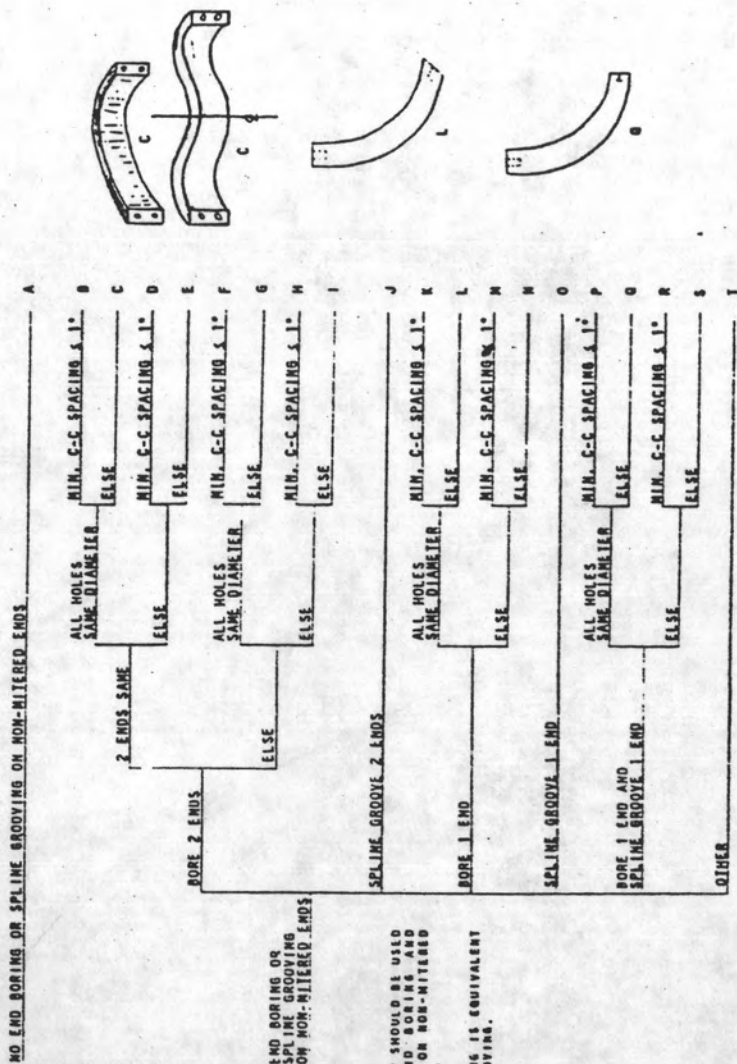 NO END BORING OR SPLINE GROOVING ON NON-MITERED ENDS A
END BORING OR
SPLINE GROOVING
ON NON-MITERED ENDS
BORE 2 ENDS
2 ENDS SAME
ALL HOLES
SAME DIAMETER
MIN. C-C SPACING ≤ 1" B
ELSE C
ELSE
MIN. C-C SPACING ≤ 1" D
ELSE E
ELSE
ALL HOLES
SAME DIAMETER
MIN. C-C SPACING ≤ 1" F
ELSE G
ELSE
MIN. C-C SPACING ≤ 1" H
ELSE I
SPLINE GROOVE 2 ENDS J
BORE 1 END
ALL HOLES
SAME DIAMETER
MIN. C-C SPACING ≤ 1" K
ELSE L
ELSE
MIN. C-C SPACING ≤ 1" M
ELSE N
SPLINE GROOVE 1 END O
BORE 1 END AND
SPLINE GROOVE 1 END
ALL HOLES
SAME DIAMETER
MIN. C-C SPACING ≤ 1" P
ELSE Q
ELSE
MIN. C-C SPACING ≤ 1" R
ELSE S
OTHER T
SHOULD BE USED
BORING AND
ON NON-MITERED
IS EQUIVALENT
C
C
L
Q